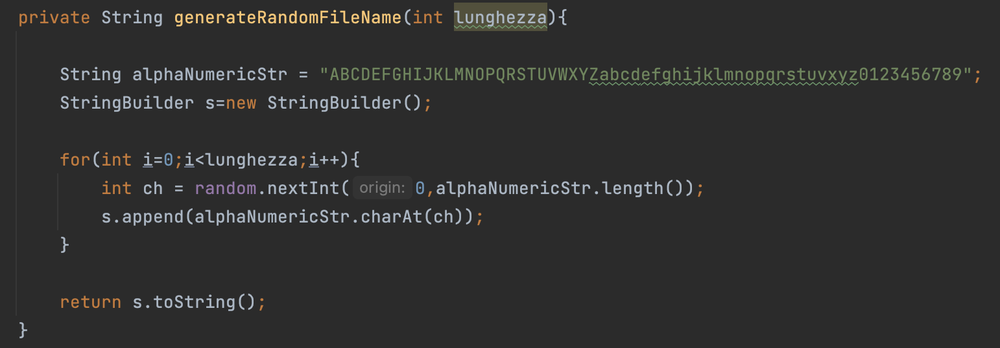 private String generateRandomFileName(int lunghezza){
String alphaNumericStr = "ABCDEFGHIJKLMNOPQRSTUVWXYZabcdefghijklmnopqrstuvxyz0123456789";
StringBuilder s=new StringBuilder();
for(int i=0;i<lunghezza;i++){
int ch = random.nextInt( origin: 0,alphaNumericStr.length());
s.append(alphaNumericStr.charAt(ch));
}
return s.toString();
}